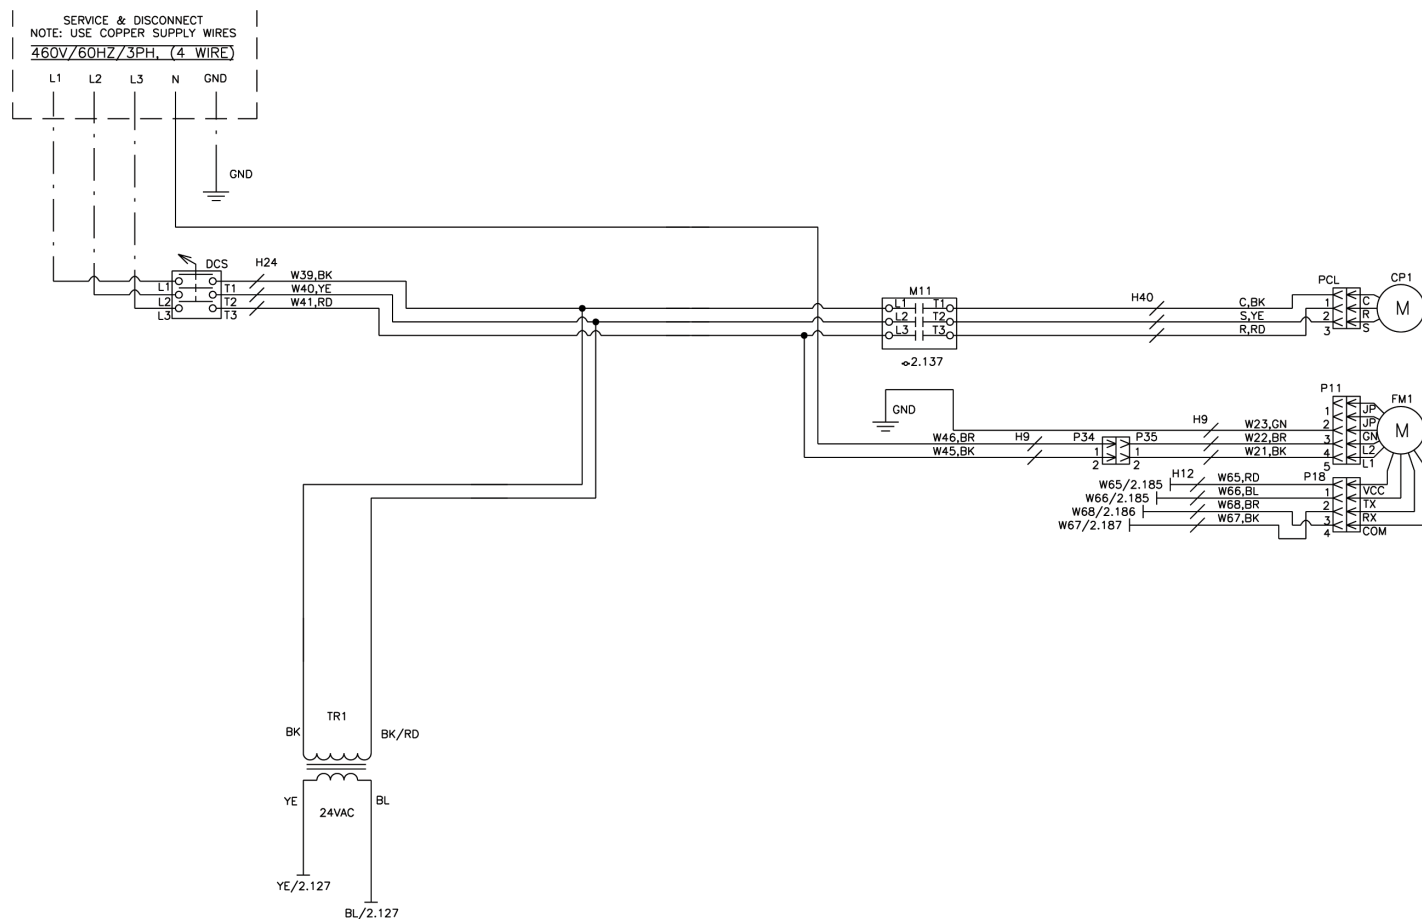 SERVICE & DISCONNECT
NOTE: USE COPPER SUPPLY WIRES
460V/60HZ/3PH, (4 WIRE)
L1 L2 L3 N GND
GND
DCS H24
L1 T1 W39,BK
L2 T2 W40,YE
L3 T3 W41,RD
M11
L1 T1
L2 T2
L3 T3
2.137
H40
C,BK
S,YE
R,RD
PCL CP1
1 C
2 R
3 S
M
GND
H9
W46,BR H9 P34 P35
W45,BK 1 1
2 2
W23,GN
W22,BR
W21,BK
P11 FM1
1 JP
2 JP
3 GN
4 L2
5 L1
M
H12 P18
W65/2.185 W65,RD
W66/2.185 W66,BL
W68/2.186 W68,BR
W67/2.187 W67,BK
1 VCC
2 TX
3 RX
4 COM
TR1
BK BK/RD
YE BL
24VAC
YE/2.127
BL/2.127